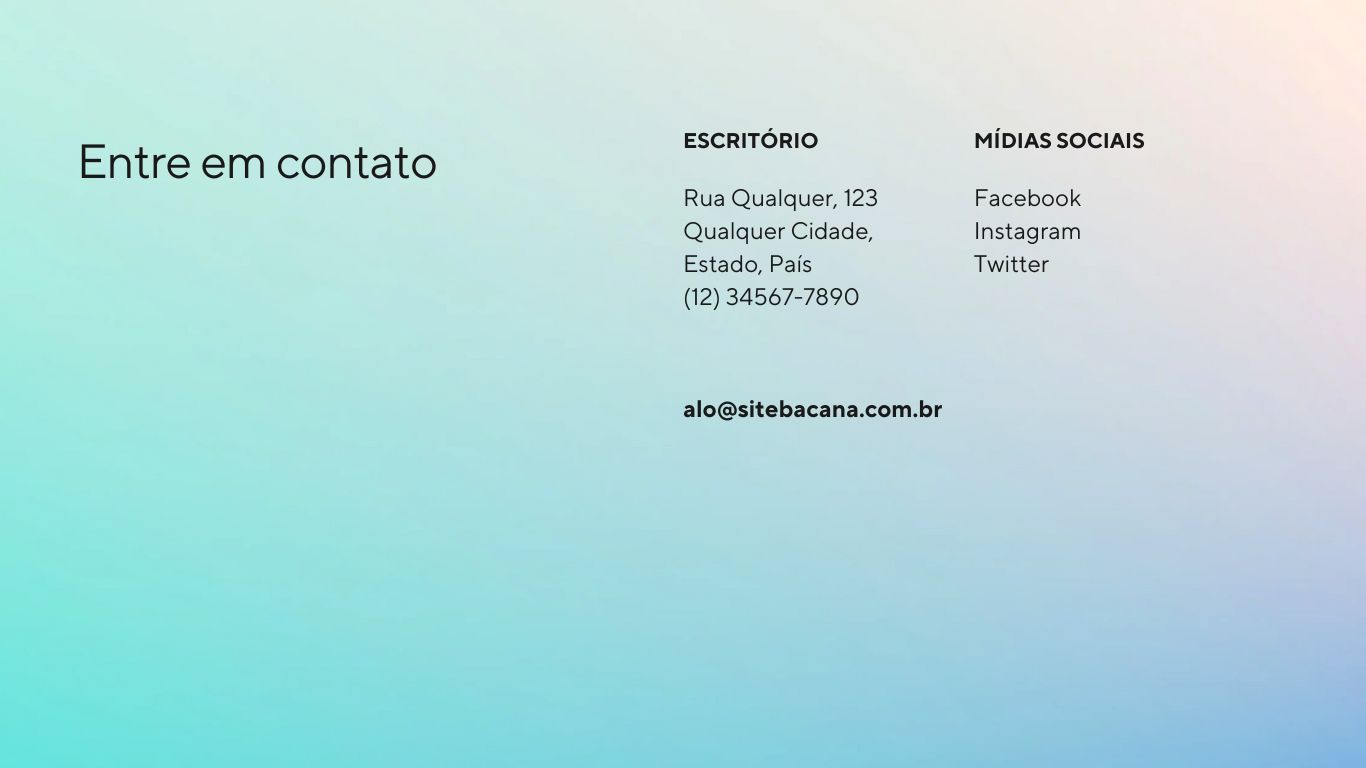 Entre em contato
ESCRITÓRIO
Rua Qualquer, 123
Qualquer Cidade,
Estado, País
(12) 34567-7890
alo@sitebacana.com.br
MÍDIAS SOCIAIS
Facebook
Instagram
Twitter